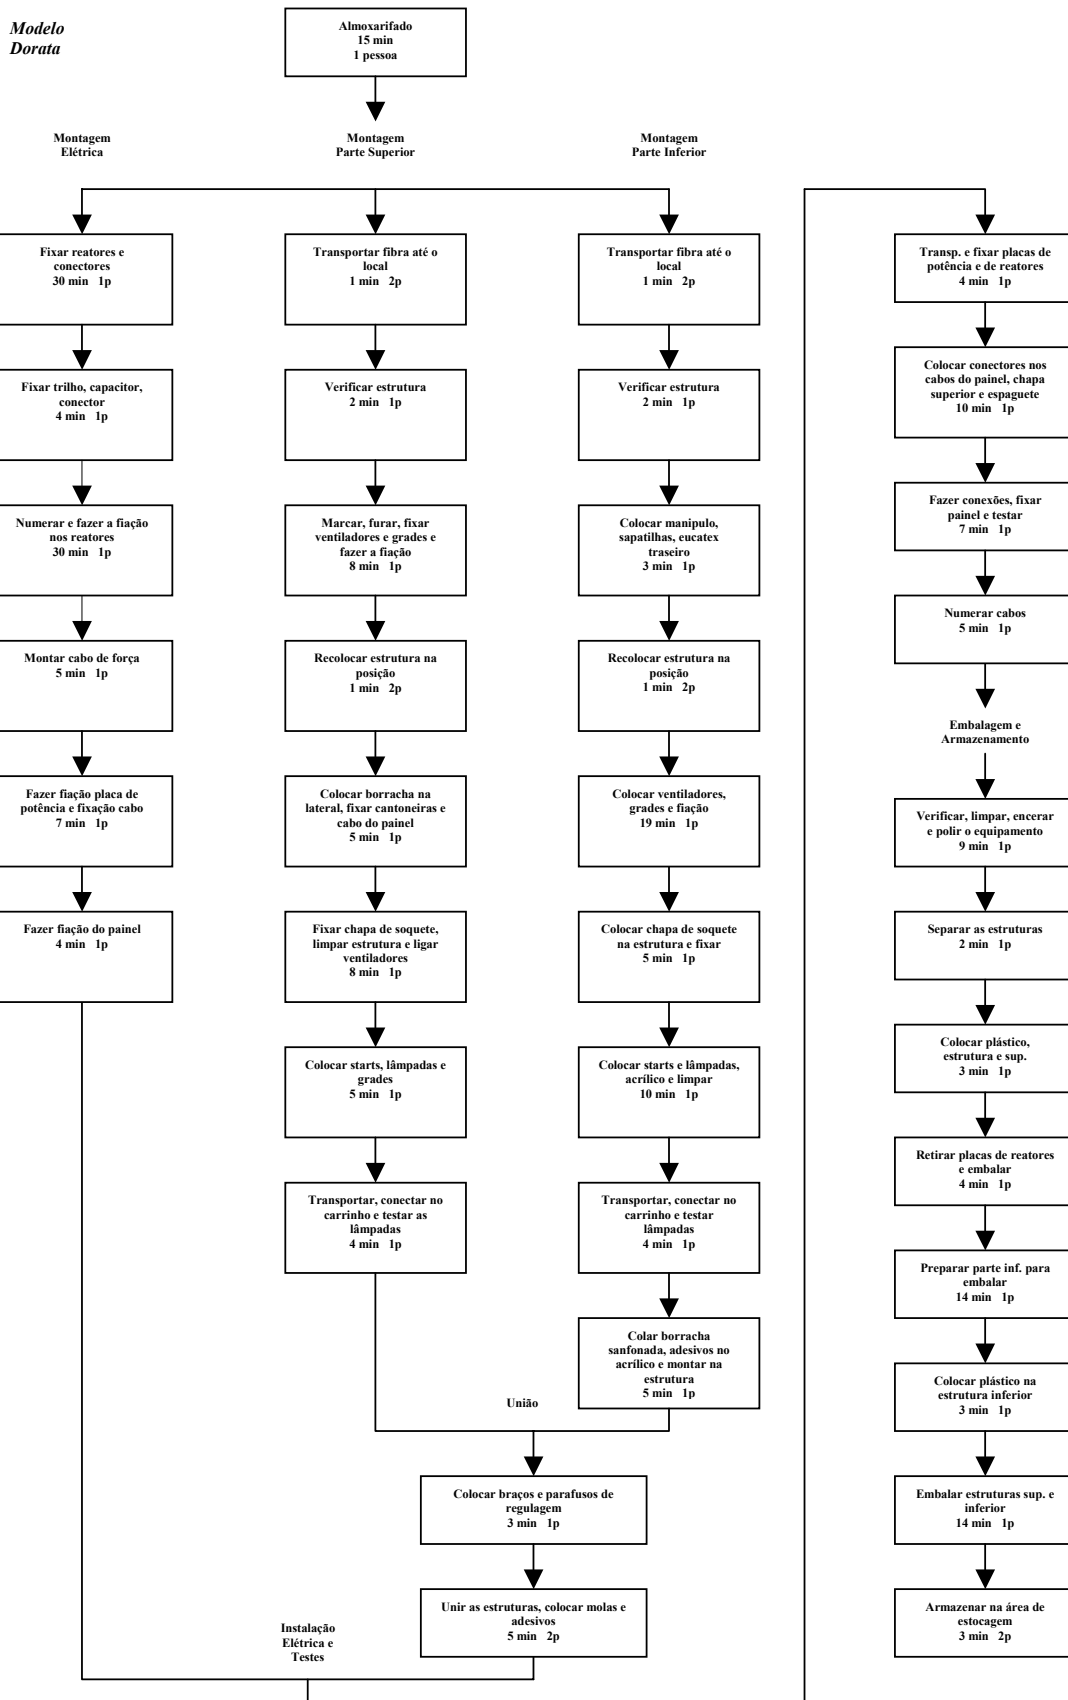 Modelo
Dorata
Almoxarifado
15 min
1 pessoa
Montagem
Elétrica
Montagem
Parte Superior
Montagem
Parte Inferior
Fixar reatores e
conectores
30 min 1p
Fixar trilho, capacitor,
conector
4 min 1p
Numerar e fazer a fiação
nos reatores
30 min 1p
Montar cabo de força
5 min 1p
Fazer fiação placa de
potência e fixação cabo
7 min 1p
Fazer fiação do painel
4 min 1p
Transportar fibra até o
local
1 min 2p
Verificar estrutura
2 min 1p
Marcar, furar, fixar
ventiladores e grades e
fazer a fiação
8 min 1p
Recolocar estrutura na
posição
1 min 2p
Colocar borracha na
lateral, fixar cantoneiras e
cabo do painel
5 min 1p
Fixar chapa de soquete,
limpar estrutura e ligar
ventiladores
8 min 1p
Colocar starts, lâmpadas e
grades
5 min 1p
Transportar, conectar no
carrinho e testar as
lâmpadas
4 min 1p
Transportar fibra até o
local
1 min 2p
Verificar estrutura
2 min 1p
Colocar manipulo,
sapatilhas, eucatex
traseiro
3 min 1p
Recolocar estrutura na
posição
1 min 2p
Colocar ventiladores,
grades e fiação
19 min 1p
Colocar chapa de soquete
na estrutura e fixar
5 min 1p
Colocar starts e lâmpadas,
acrílico e limpar
10 min 1p
Transportar, conectar no
carrinho e testar
lâmpadas
4 min 1p
Colar borracha
sanfonada, adesivos no
acrílico e montar na
estrutura
5 min 1p
União
Colocar braços e parafusos de
regulagem
3 min 1p
Unir as estruturas, colocar molas e
adesivos
5 min 2p
Instalação
Elétrica e
Testes
Transp. e fixar placas de
potência e de reatores
4 min 1p
Colocar conectores nos
cabos do painel, chapa
superior e espaguete
10 min 1p
Fazer conexões, fixar
painel e testar
7 min 1p
Numerar cabos
5 min 1p
Embalagem e
Armazenamento
Verificar, limpar, encerar
e polir o equipamento
9 min 1p
Separar as estruturas
2 min 1p
Colocar plástico,
estrutura e sup.
3 min 1p
Retirar placas de reatores
e embalar
4 min 1p
Preparar parte inf. para
embalar
14 min 1p
Colocar plástico na
estrutura inferior
3 min 1p
Embalar estruturas sup. e
inferior
14 min 1p
Armazenar na área de
estocagem
3 min 2p